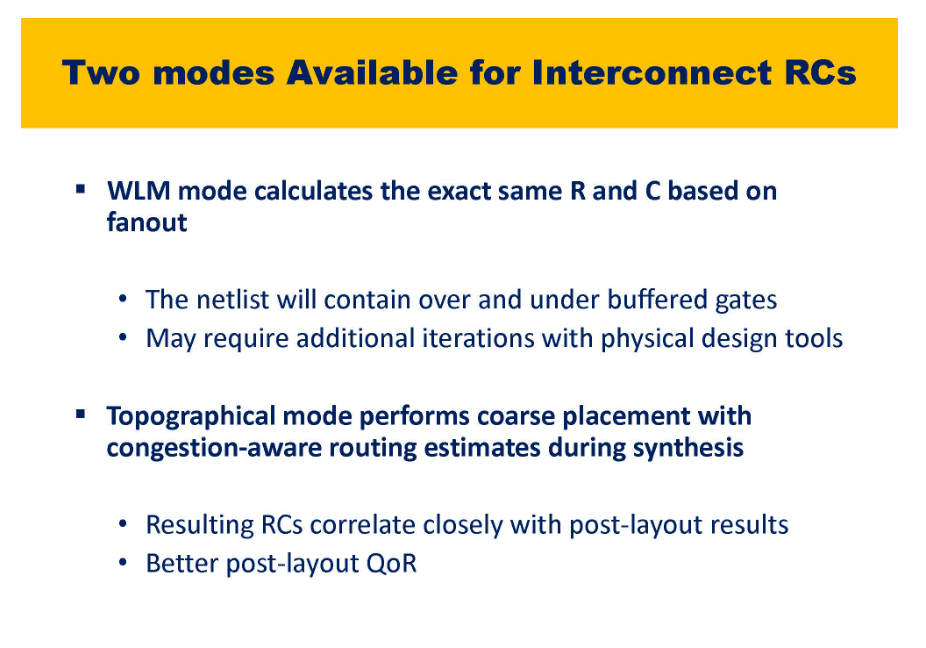 Two modes Available for Interconnect RCs
▪ WLM mode calculates the exact same R and C based on
fanout
• The netlist will contain over and under buffered gates
• May require additional iterations with physical design tools
▪ Topographical mode performs coarse placement with
congestion-aware routing estimates during synthesis
• Resulting RCs correlate closely with post-layout results
• Better post-layout QoR